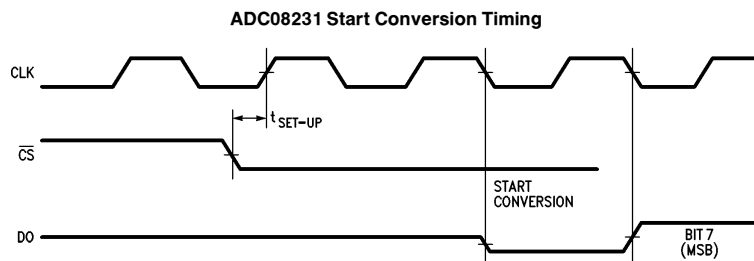 ADC08231 Start Conversion Timing
CLK
t SET-UP
CS
START
CONVERSION
DO
BIT 7
(MSB)